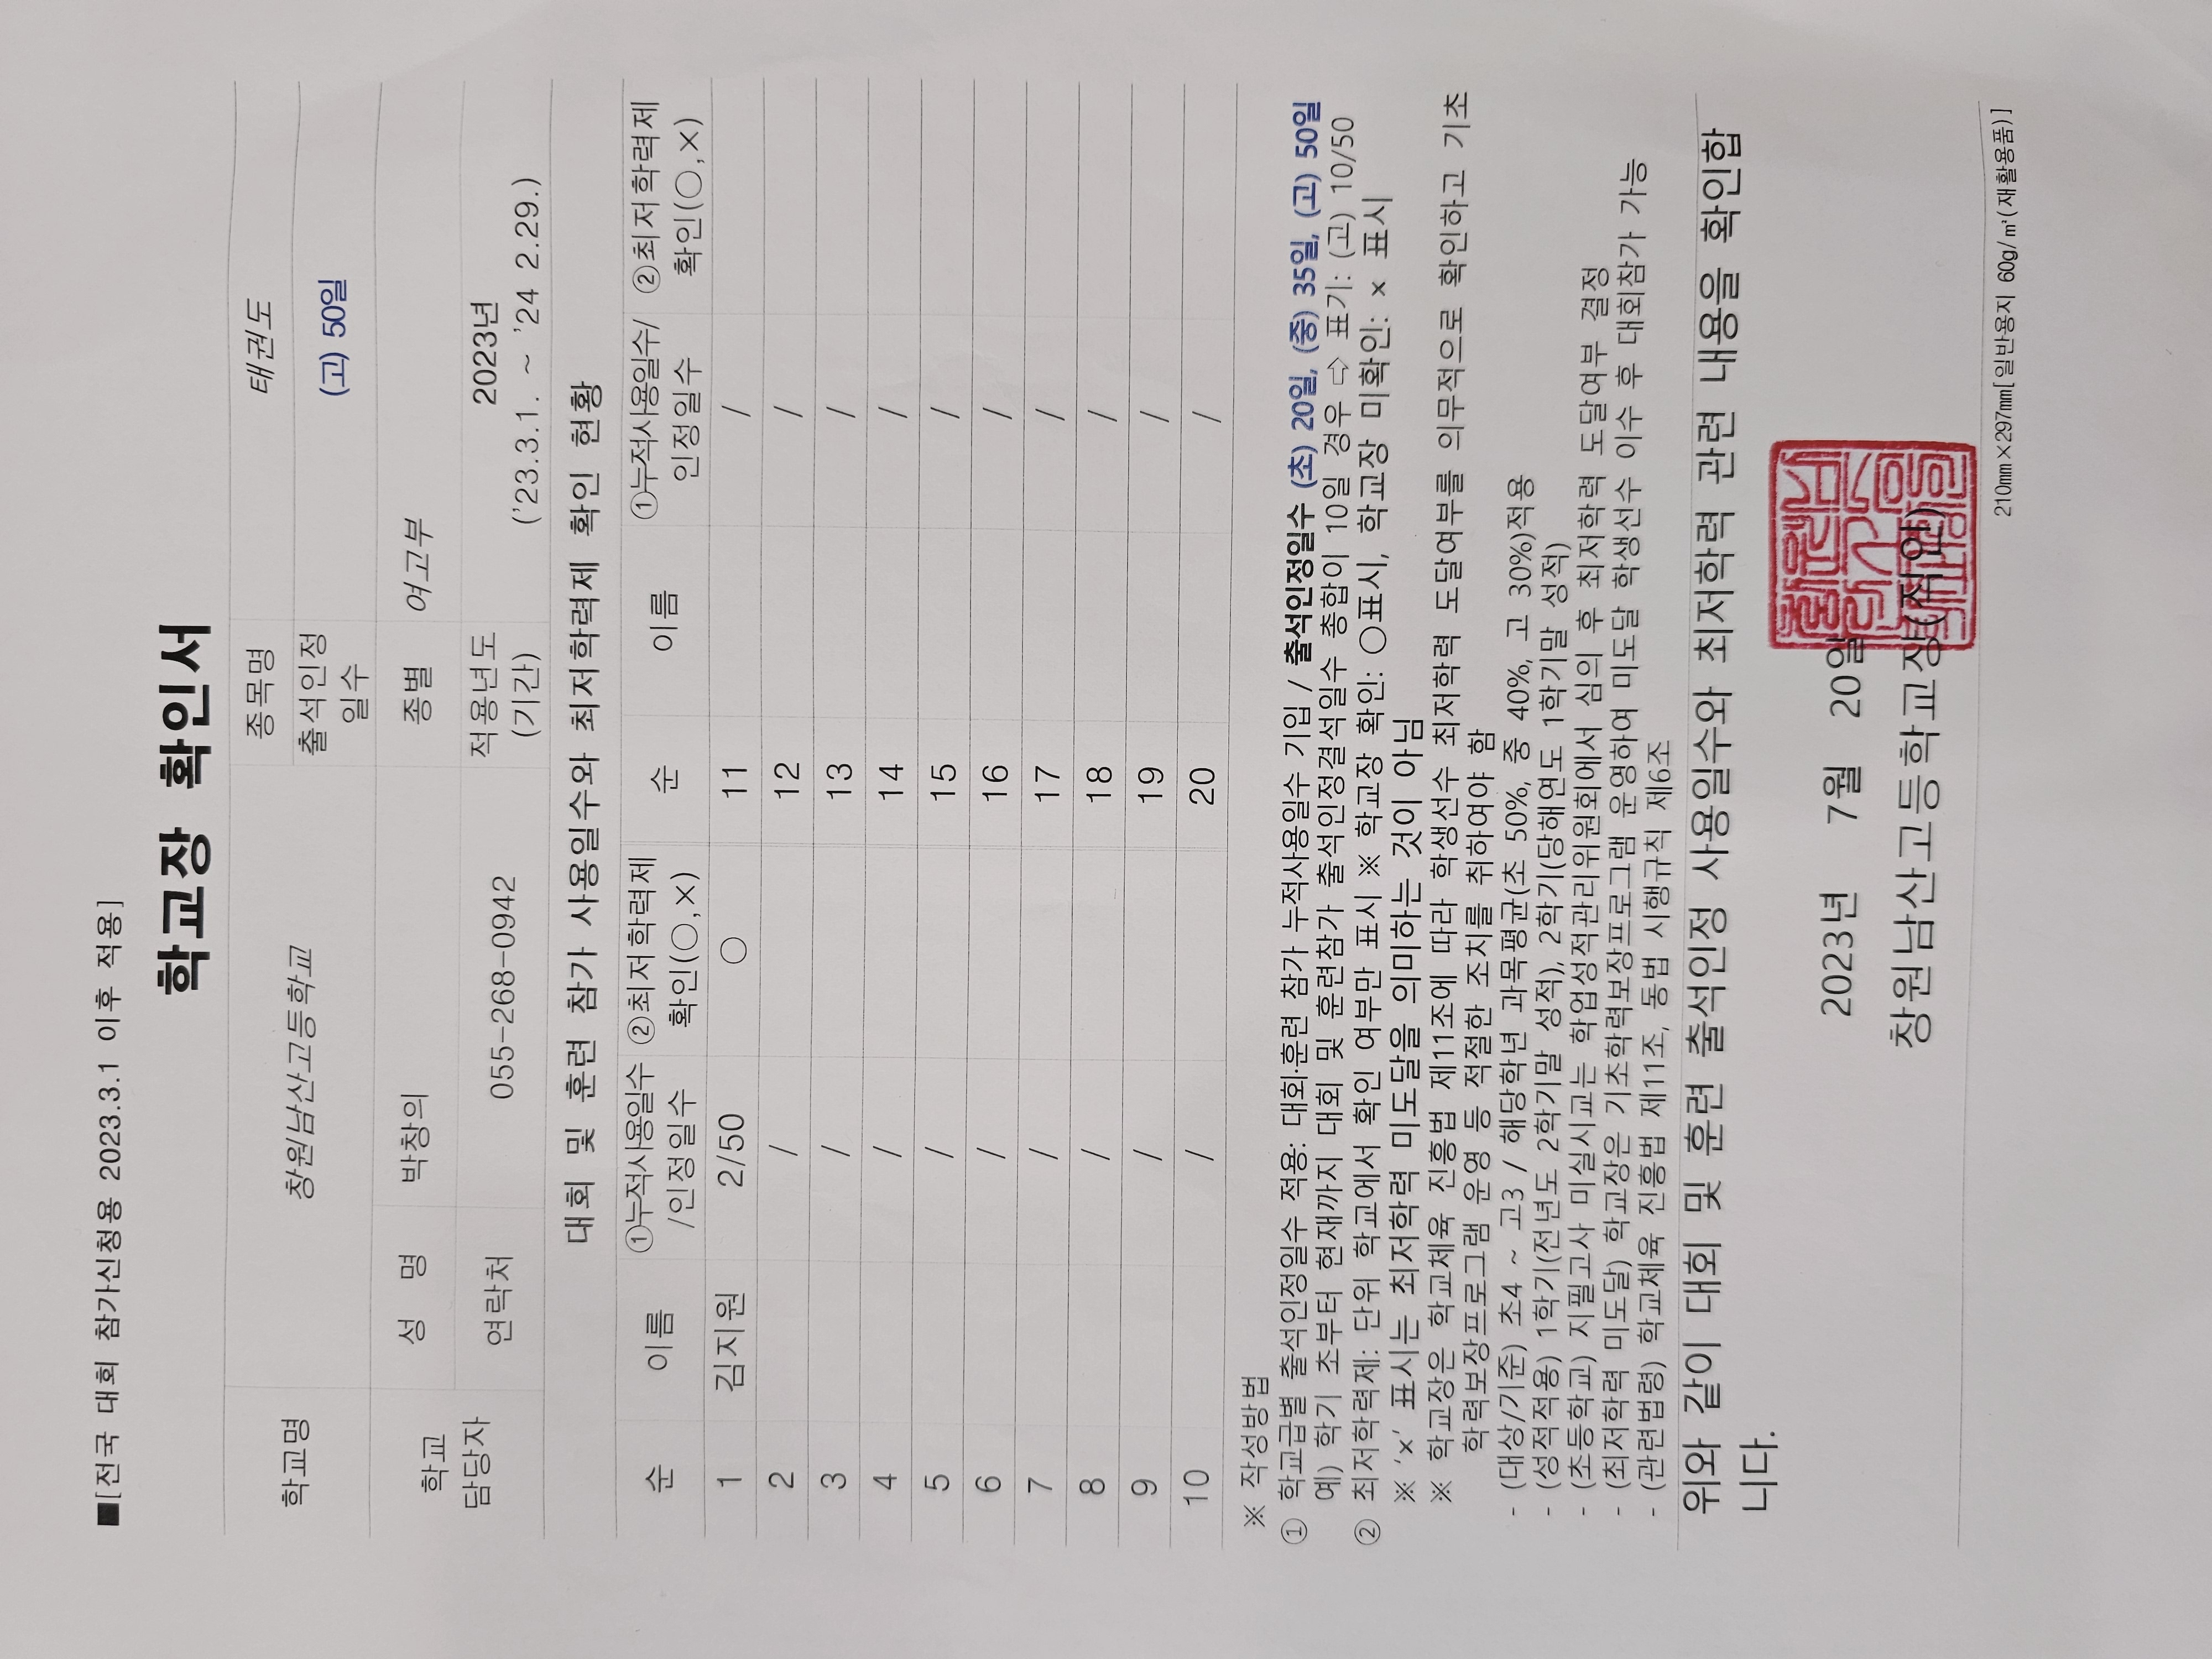 ■[전국 대회 참가신청용 2023.3.1 이후 적용]
학교장 확인서
학교명 창원남산고등학교 종목명 태권도
출석인정 일수 (고) 50일
학교 담당자 성 명 박창의 종별 여고부
연락처 055-268-0942 적용년도 (기간) 2023년
('23.3.1. ~ '24 2.29.)
대회 및 훈련 참가 사용일수와 최저학력제 확인 현황
순 이름 ①누적사용일수 /인정일수 ②최저학력제 확인(○,×) 순 이름 ①누적사용일수/ 인정일수 ②최저학력제 확인(○,×)
1 김지원 2/50 ○ 11 /
2 / 12 /
3 / 13 /
4 / 14 /
5 / 15 /
6 / 16 /
7 / 17 /
8 / 18 /
9 / 19 /
10 / 20 /
※ 작성방법
① 학교급별 출석인정일수 적용: 대회·훈련 참가 누적사용일수 기입 / 출석인정일수 (초) 20일, (중) 35일, (고) 50일
예) 학기 초부터 현재까지 대회 및 훈련참가 출석인정결석일수 총합이 10일 경우 ⇨ 표기: (고) 10/50
② 최저학력제: 단위 학교에서 확인 여부만 표시 ※ 학교장 확인: ○표시, 학교장 미확인: × 표시
※ ‘×’ 표시는 최저학력 미도달을 의미하는 것이 아님
※ 학교장은 학교체육 진흥법 제11조에 따라 학생선수 최저학력 도달여부를 의무적으로 확인하고 기초
학력보장프로그램 운영 등 적절한 조치를 취하여야 함
- (대상/기준) 초4 ~ 고3 / 해당학년 과목평균(초 50%, 중 40%, 고 30%)적용
- (성적적용) 1학기(전년도 2학기말 성적), 2학기(당해연도 1학기말 성적)
- (초등학교) 지필고사 미실시교는 학업성적관리위원회에서 심의 후 최저학력 도달여부 결정
- (최저학력 미도달) 학교장은 기초학력보장프로그램 운영하여 미도달 학생선수 이수 후 대회참가 가능
- (관련법령) 학교체육 진흥법 제11조, 동법 시행규칙 제6조
위와 같이 대회 및 훈련 출석인정 사용일수와 최저학력 관련 내용을 확인합
니다.
2023년 7월 20일
창원남산고등학교장(직인)
210㎜×297㎜[일반용지 60g/㎡(재활용품)]